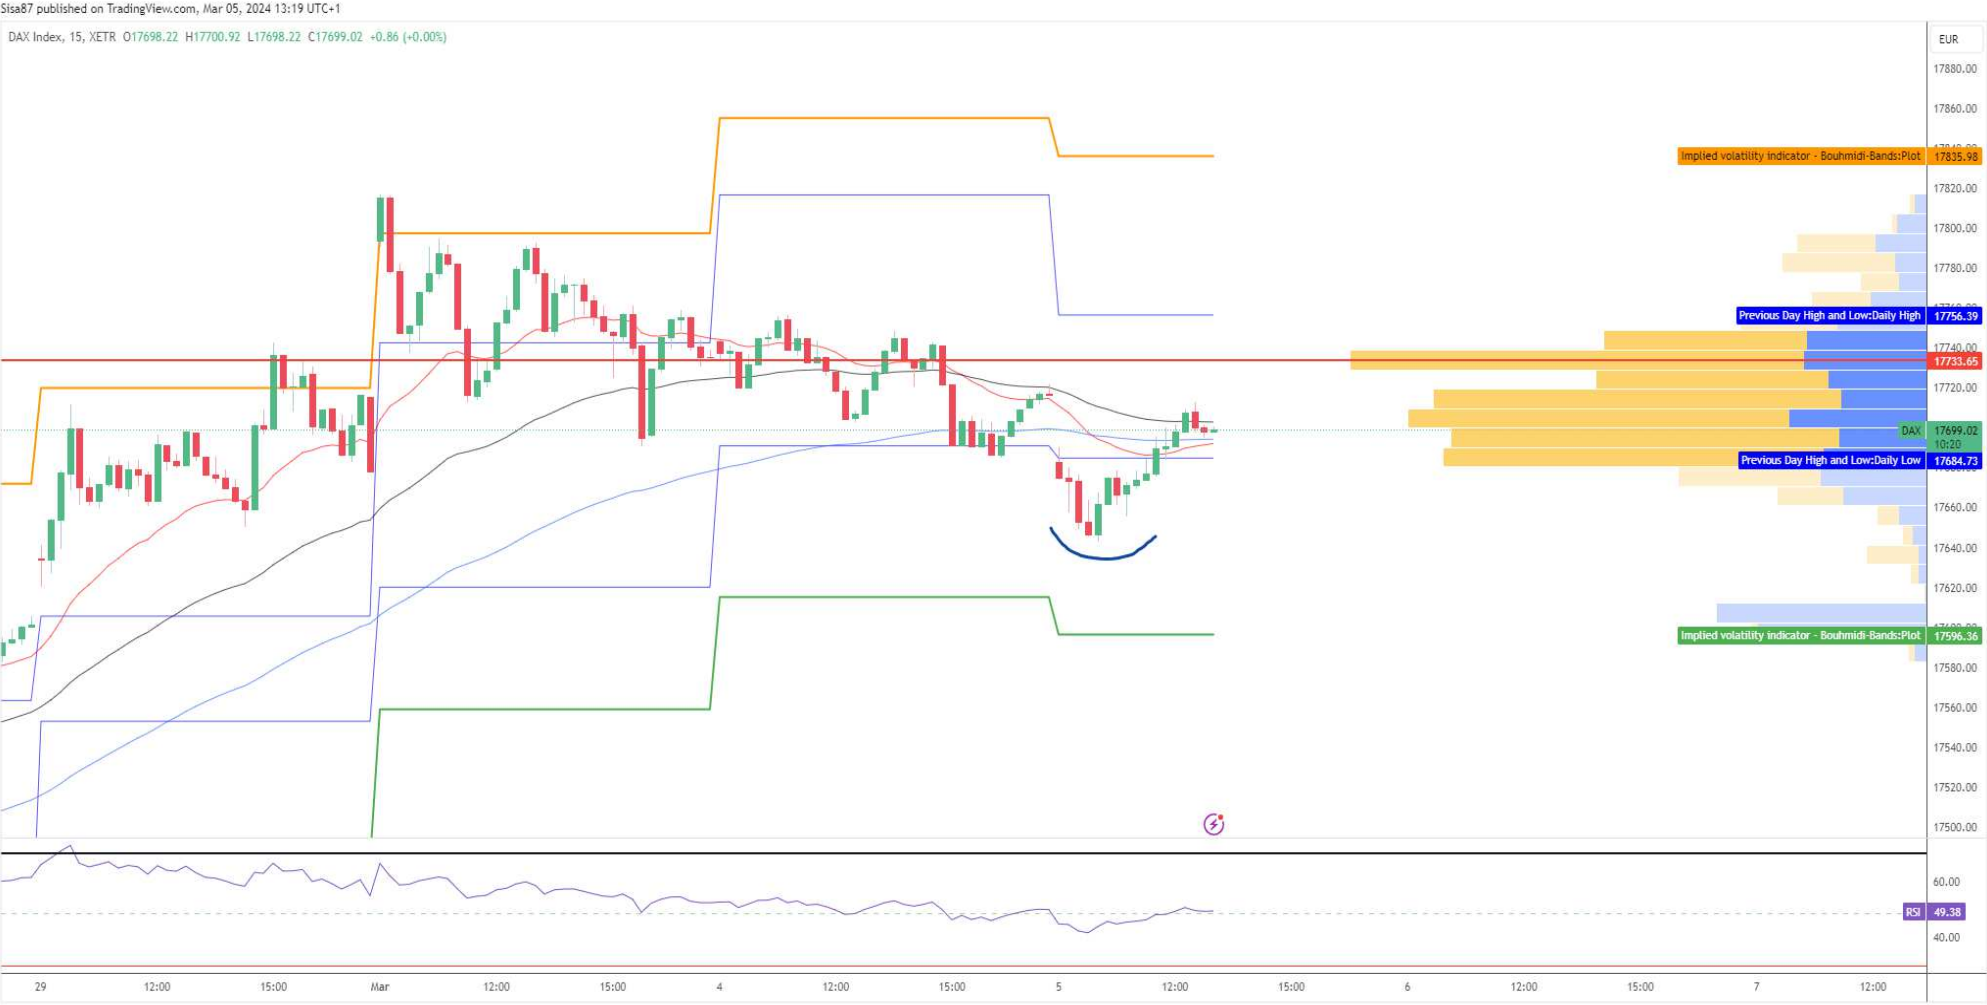 Sisa87 published on TradingView.com, Mar 05, 2024 13:19 UTC+1
DAX Index, 15, XETR O17698.22 H17700.92 L17698.22 C17699.02 +0.86 (+0.00%)
EUR
17880.00
17860.00
Implied volatility indicator - Bouhmidi-Bands:Plot 17835.98
17820.00
17800.00
17780.00
Previous Day High and Low:Daily High 17756.39
17740.00
17733.65
17720.00
DAX 17699.02
10:20
Previous Day High and Low:Daily Low 17684.73
17660.00
17640.00
17620.00
Implied volatility indicator - Bouhmidi-Bands:Plot 17596.36
17580.00
17560.00
17540.00
17520.00
17500.00
60.00
RSI 49.38
40.00
29 12:00 15:00 Mar 12:00 15:00 4 12:00 15:00 5 12:00 15:00 6 12:00 15:00 7 12:00